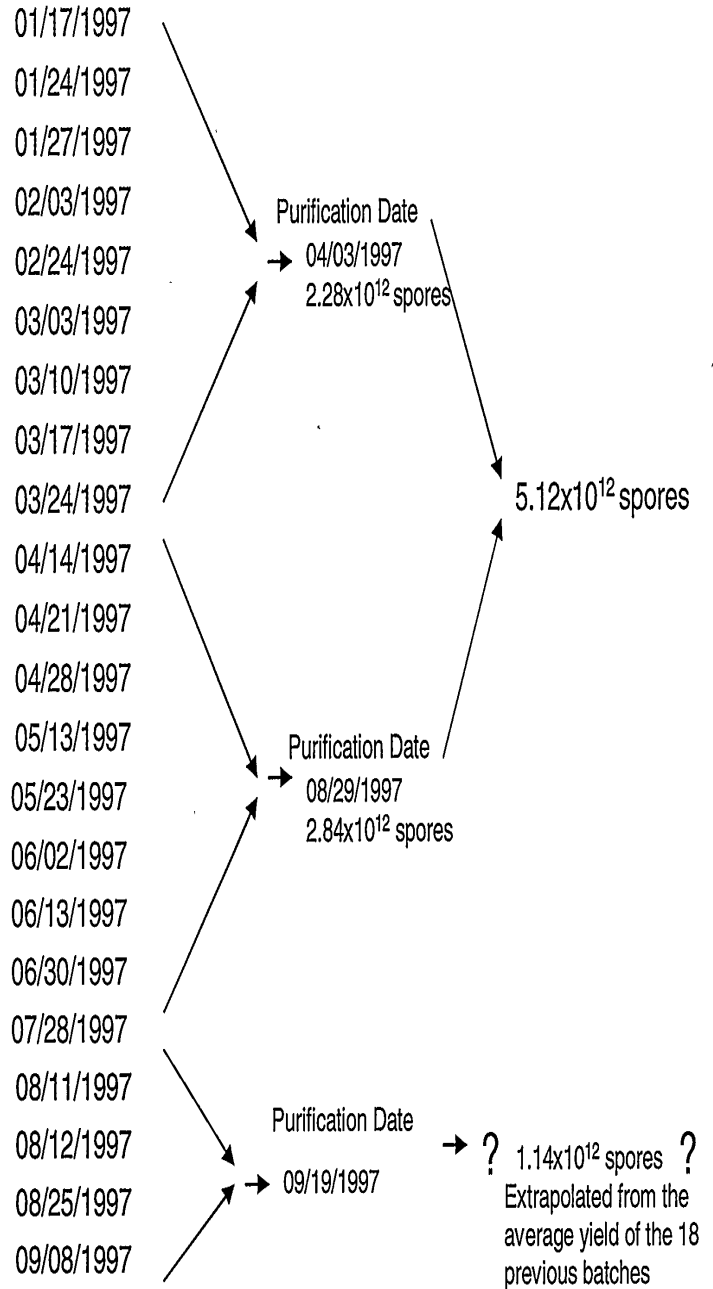 01/17/1997
01/24/1997
01/27/1997
02/03/1997
02/24/1997
03/03/1997
03/10/1997
03/17/1997
03/24/1997
04/14/1997
04/21/1997
04/28/1997
05/13/1997
05/23/1997
06/02/1997
06/13/1997
06/30/1997
07/28/1997
08/11/1997
08/12/1997
08/25/1997
09/08/1997
Purification Date
04/03/1997
2.28x10¹² spores
Purification Date
08/29/1997
2.84x10¹² spores
5.12x10¹² spores
Purification Date
09/19/1997
? 1.14x10¹² spores ?
Extrapolated from the
average yield of the 18
previous batches